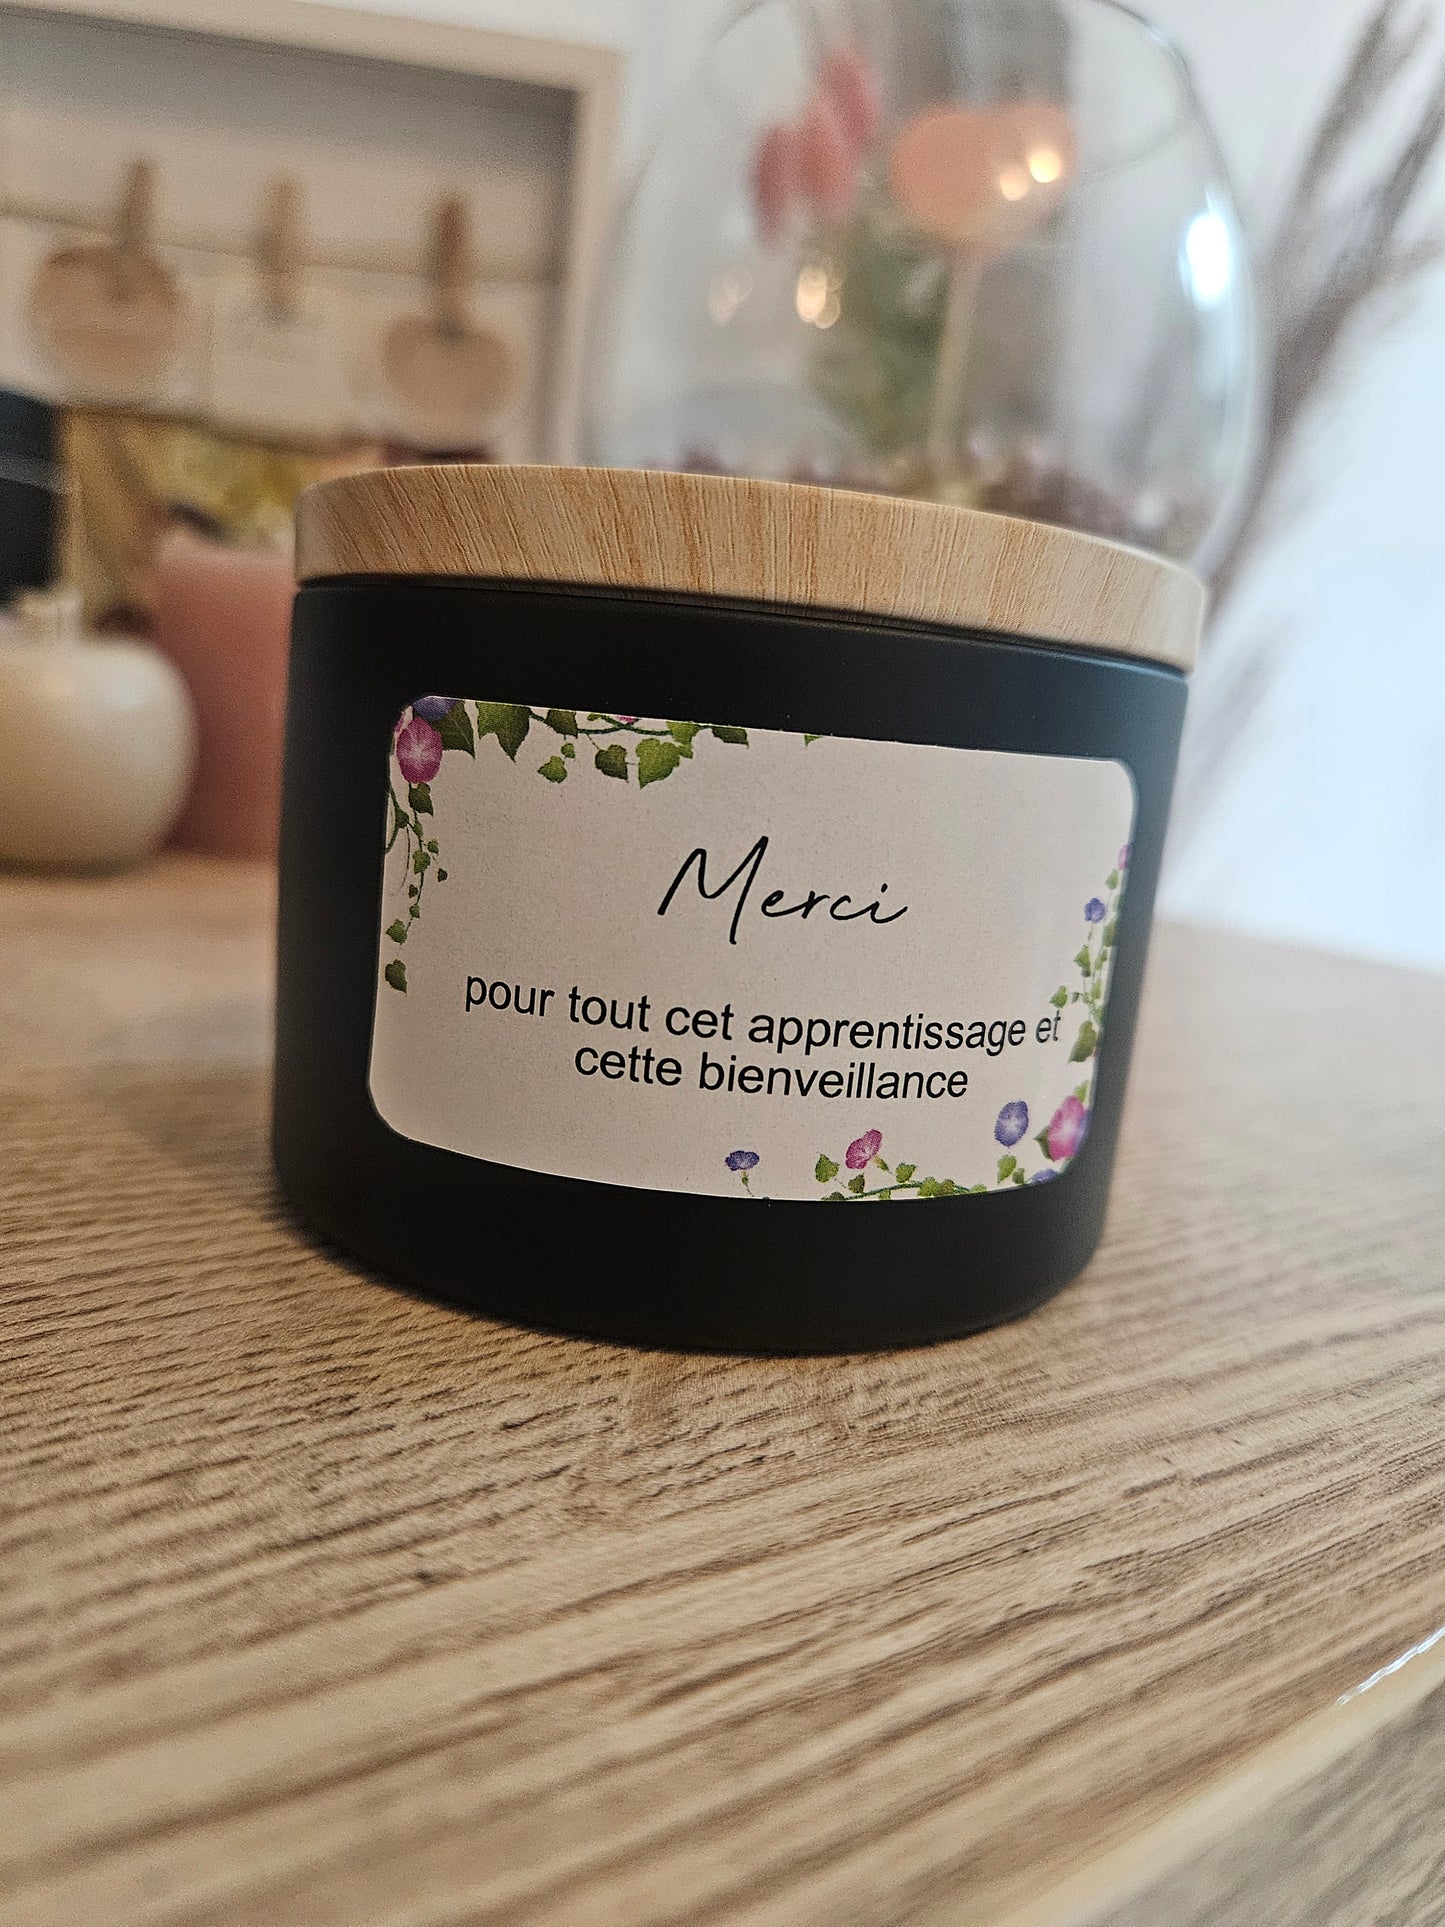 Merci
pour tout cet apprentissage et
cette bienveillance